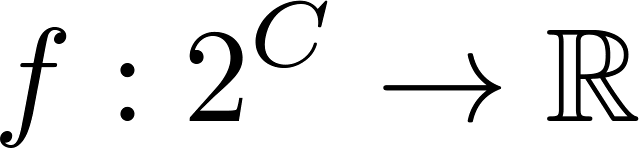 f : 2^C → ℝ